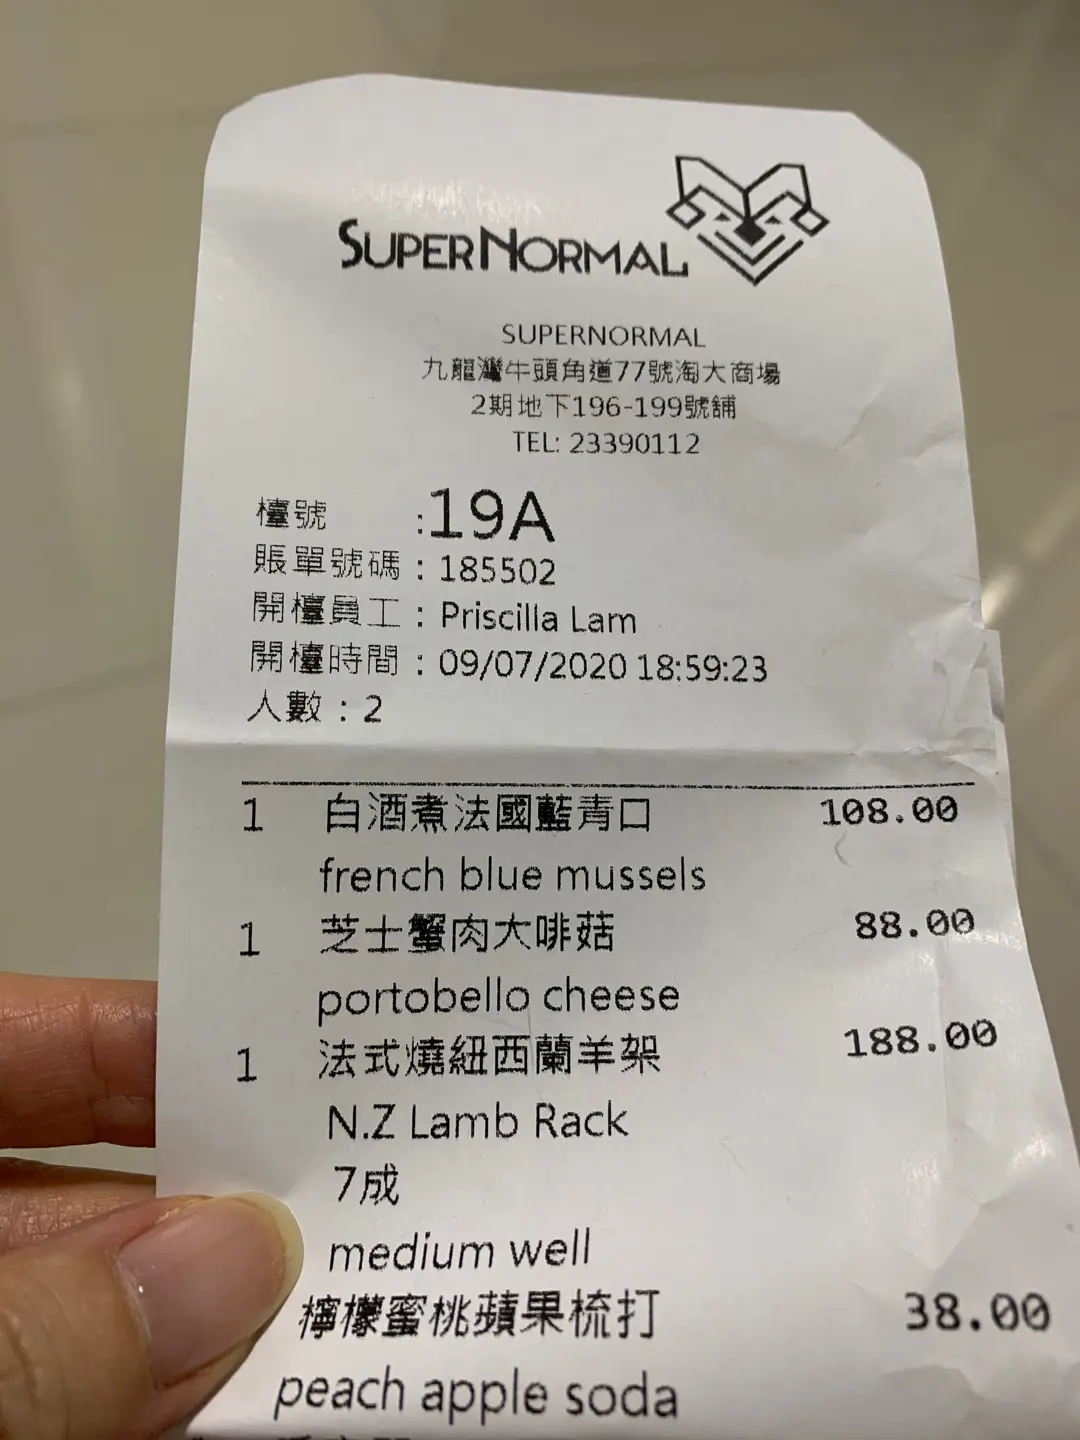 SUPERNORMAL
SUPERNORMAL
九龍灣牛頭角道77號淘大商場
2期地下196-199號舖
TEL: 23390112
檯號 :19A
賬單號碼 : 185502
開檯員工 : Priscilla Lam
開檯時間 : 09/07/2020 18:59:23
人數 : 2
1 白酒煮法國藍青口 108.00
french blue mussels
1 芝士蟹肉大啡菇 88.00
portobello cheese
1 法式燒紐西蘭羊架 188.00
N.Z Lamb Rack
7成
medium well
檸檬蜜桃蘋果梳打 38.00
peach apple soda